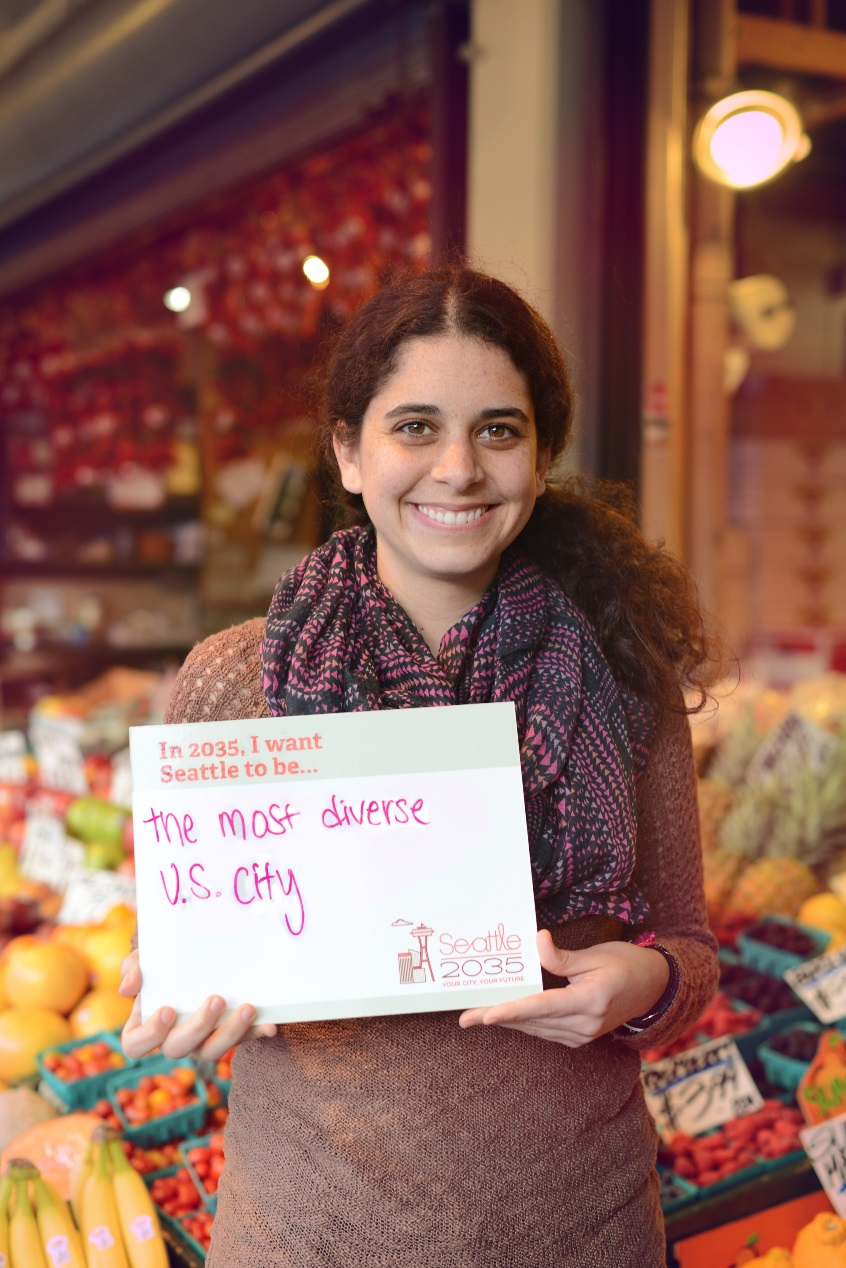 In 2035, I want
Seattle to be...
the most diverse
U.S. city
Seattle
2035
YOUR CITY, YOUR FUTURE